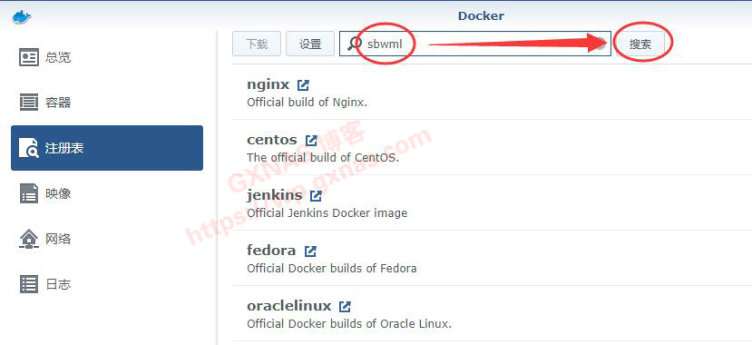 Docker
总览
容器
注册表
映像
网络
日志
下载 设置 sbwml 搜索
nginx
Official build of Nginx.
centos
The official build of CentOS.
jenkins
Official Jenkins Docker image
fedora
Official Docker builds of Fedora
oraclelinux
Official Docker builds of Oracle Linux.
GXNAS博客
https://wp.gxnas.com